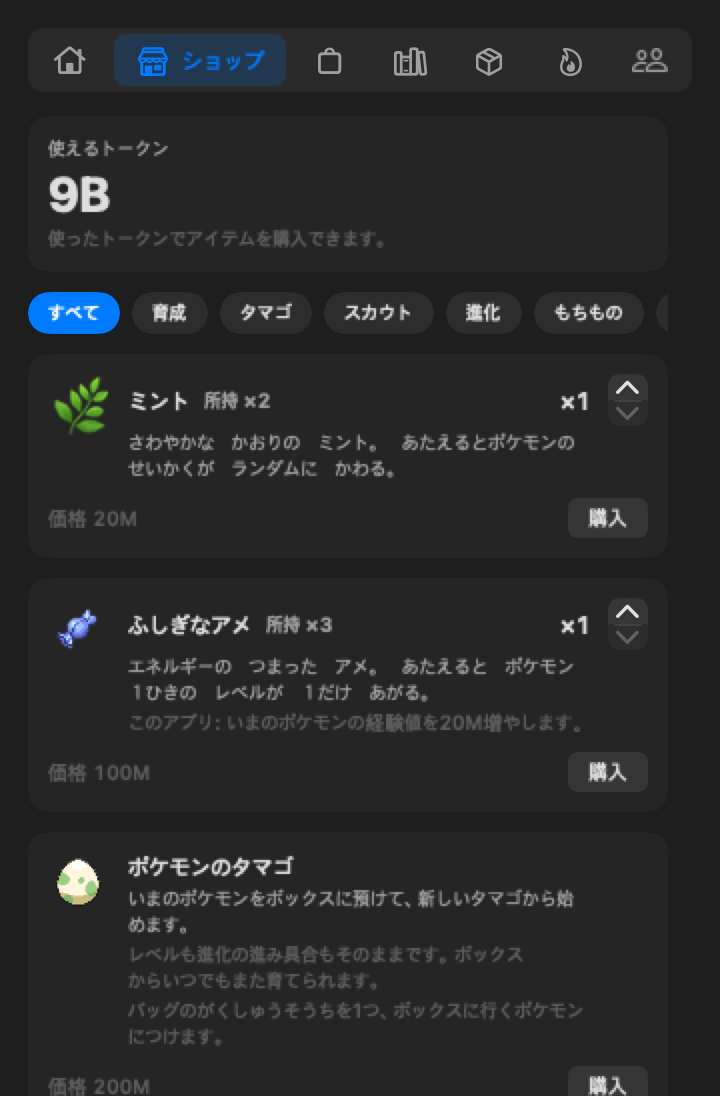 ショップ
使えるトークン
9B
使ったトークンでアイテムを購入できます。
すべて 育成 タマゴ スカウト 進化 もちもの
ミント 所持 ×2 ×1
さわやかな　かおりの　ミント。　あたえるとポケモンの
せいかくが　ランダムに　かわる。
価格 20M 購入
ふしぎなアメ 所持 ×3 ×1
エネルギーの　つまった　アメ。　あたえると　ポケモン
１ひきの　レベルが　１だけ　あがる。
このアプリ: いまのポケモンの経験値を20M増やします。
価格 100M 購入
ポケモンのタマゴ
いまのポケモンをボックスに預けて、新しいタマゴから始
めます。
レベルも進化の進み具合もそのままです。ボックス
からいつでもまた育てられます。
バッグのがくしゅうそうちを1つ、ボックスに行くポケモン
につけます。
価格 200M 購入